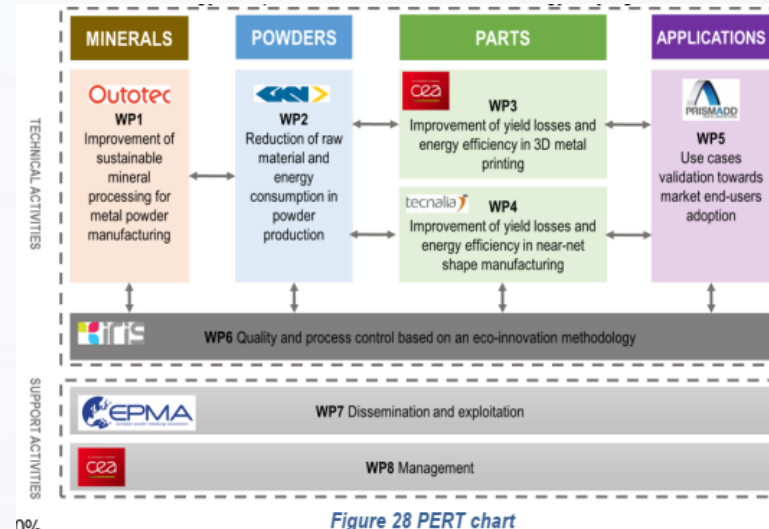 MINERALS
POWDERS
PARTS
APPLICATIONS
TECHNICAL ACTIVITIES
Outotec
WP1
Improvement of
sustainable
mineral
processing for
metal powder
manufacturing
GKN
WP2
Reduction of raw
material and
energy
consumption in
powder
production
cea
WP3
Improvement of yield losses and
energy efficiency in 3D metal
printing
tecnalia
WP4
Improvement of yield losses and
energy efficiency in near-net
shape manufacturing
PRISMADD
WP5
Use cases
validation towards
market end-users
adoption
iris
WP6 Quality and process control based on an eco-innovation methodology
SUPPORT ACTIVITIES
EPMA
WP7 Dissemination and exploitation
cea
WP8 Management
0%
Figure 28 PERT chart